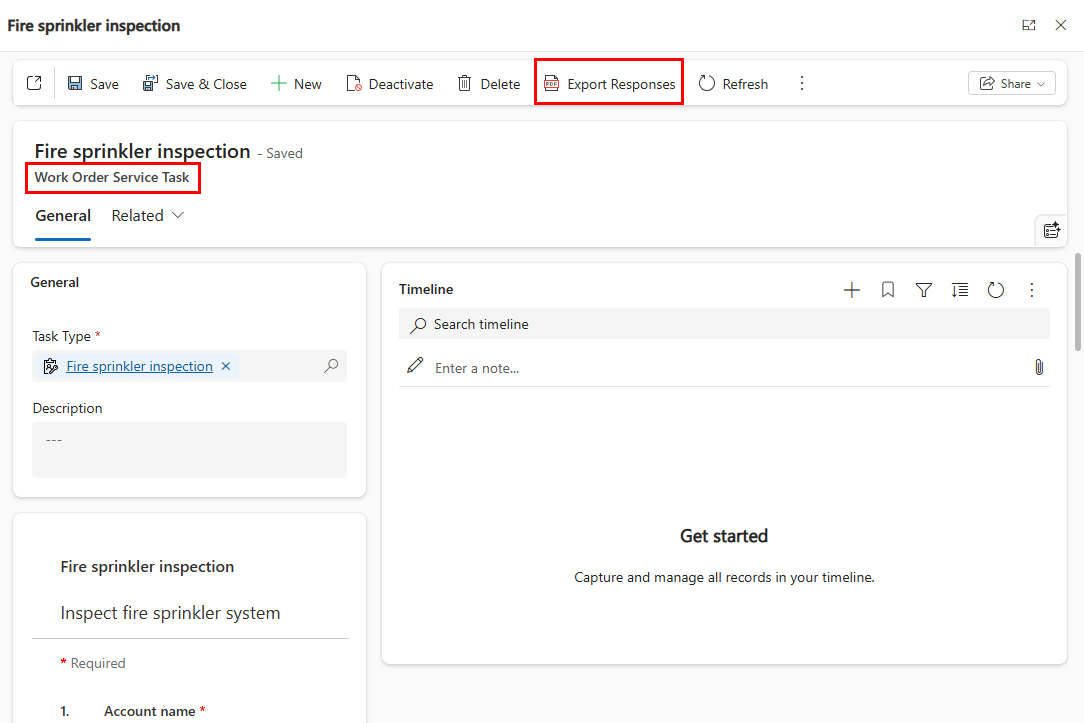 Fire sprinkler inspection
Save
Save & Close
New
Deactivate
Delete
PDF
Export Responses
Refresh
Share
Fire sprinkler inspection - Saved
Work Order Service Task
General
Related
General
Task Type *
Fire sprinkler inspection
Description
---
Timeline
Search timeline
Enter a note...
Get started
Capture and manage all records in your timeline.
Fire sprinkler inspection
Inspect fire sprinkler system
* Required
1. Account name *